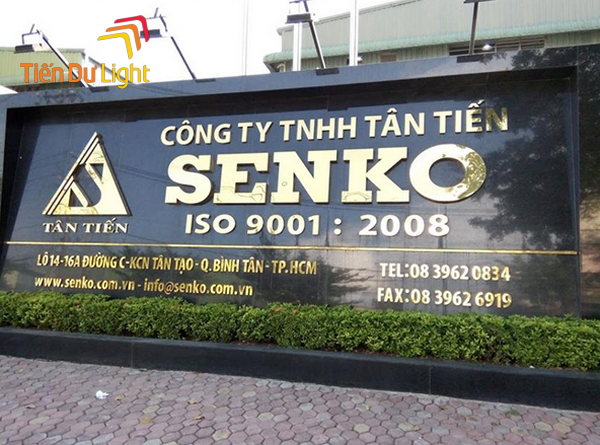 Tiến Dư Light
CÔNG TY TNHH TÂN TIẾN
SENKO
ISO 9001 : 2008
TÂN TIẾN
LÔ 14-16A ĐƯỜNG C-KCN TÂN TẠO - Q.BÌNH TÂN - TP.HCM
www.senko.com.vn - info@senko.com.vn
TEL:08 3962 0834
FAX:08 3962 6919